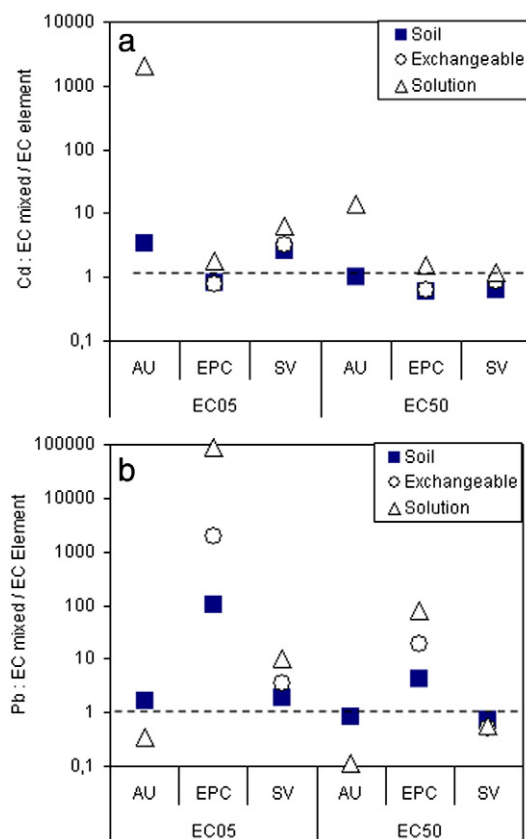 a
Soil
Exchangeable
Solution
Cd : EC mixed / EC element
10000
1000
100
10
1
0,1
AU EPC SV AU EPC SV
EC05 EC50
b
Soil
Exchangeable
Solution
Pb : EC mixed / EC Element
100000
10000
1000
100
10
1
0,1
AU EPC SV AU EPC SV
EC05 EC50